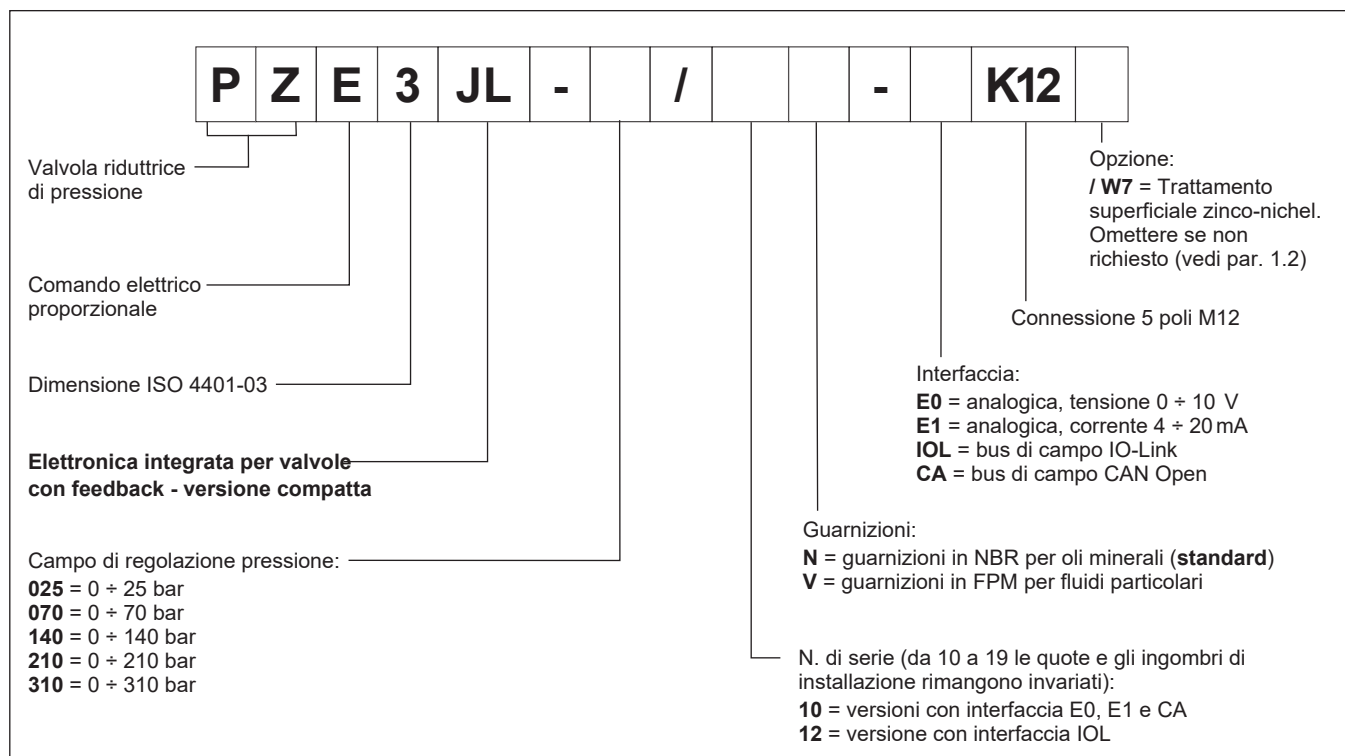 P Z E 3 JL - / - K12
Valvola riduttrice
di pressione
Comando elettrico
proporzionale
Dimensione ISO 4401-03
Elettronica integrata per valvole
con feedback - versione compatta
Campo di regolazione pressione:
025 = 0 ÷ 25 bar
070 = 0 ÷ 70 bar
140 = 0 ÷ 140 bar
210 = 0 ÷ 210 bar
310 = 0 ÷ 310 bar
Opzione:
/ W7 = Trattamento
superficiale zinco-nichel.
Omettere se non
richiesto (vedi par. 1.2)
Connessione 5 poli M12
Interfaccia:
E0 = analogica, tensione 0 ÷ 10 V
E1 = analogica, corrente 4 ÷ 20 mA
IOL = bus di campo IO-Link
CA = bus di campo CAN Open
Guarnizioni:
N = guarnizioni in NBR per oli minerali (standard)
V = guarnizioni in FPM per fluidi particolari
N. di serie (da 10 a 19 le quote e gli ingombri di
installazione rimangono invariati):
10 = versioni con interfaccia E0, E1 e CA
12 = versione con interfaccia IOL